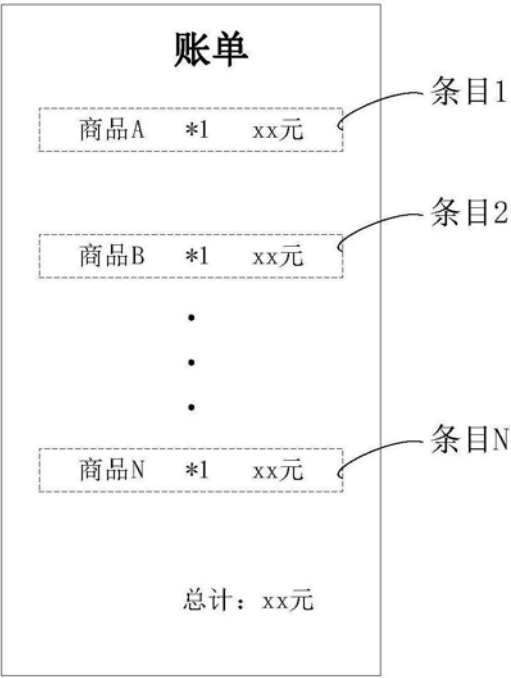 账单
条目1
商品A *1 xx元
条目2
商品B *1 xx元
条目N
商品N *1 xx元
总计：xx元